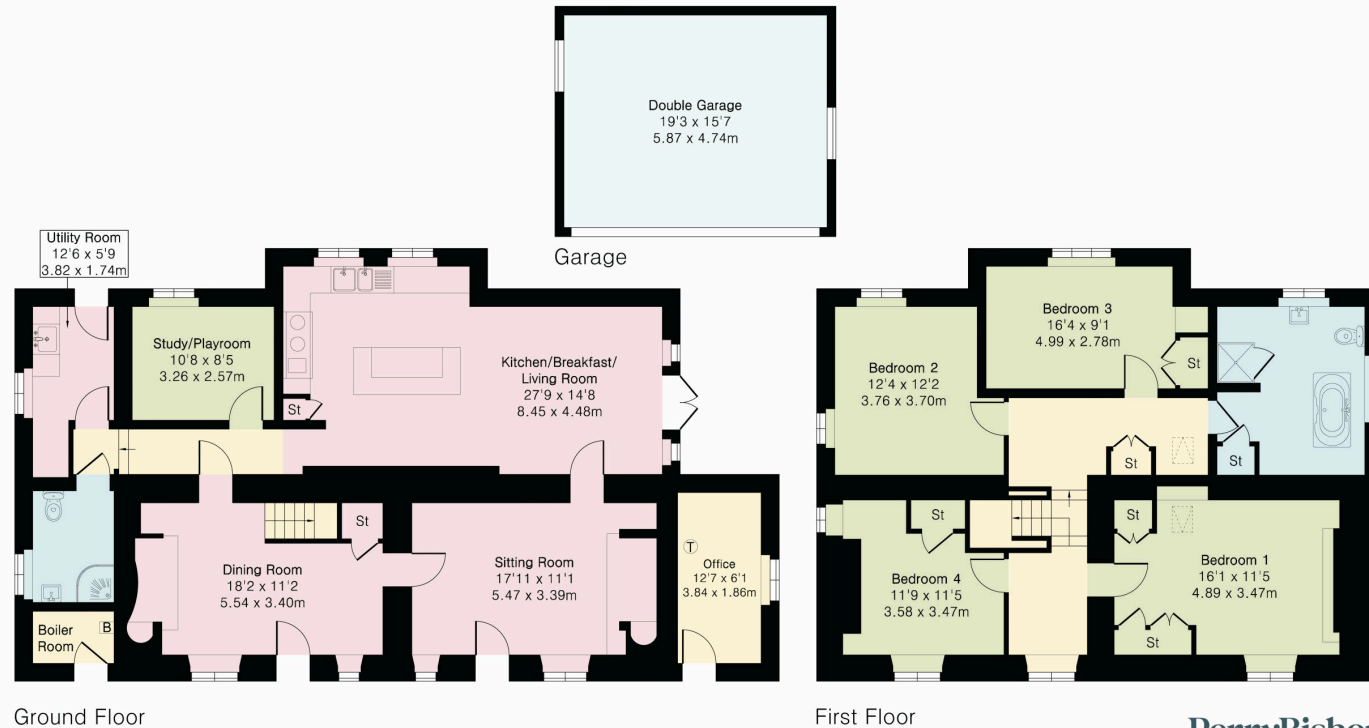 Double Garage
19'3 x 15'7
5.87 x 4.74m
Garage
Utility Room
12'6 x 5'9
3.82 x 1.74m
Study/Playroom
10'8 x 8'5
3.26 x 2.57m
Kitchen/Breakfast/
Living Room
27'9 x 14'8
8.45 x 4.48m
St
St
Dining Room
18'2 x 11'2
5.54 x 3.40m
Sitting Room
17'11 x 11'1
5.47 x 3.39m
T
Office
12'7 x 6'1
3.84 x 1.86m
Boiler
Room
B
Ground Floor
Bedroom 3
16'4 x 9'1
4.99 x 2.78m
Bedroom 2
12'4 x 12'2
3.76 x 3.70m
St
St
St
St
St
Bedroom 4
11'9 x 11'5
3.58 x 3.47m
Bedroom 1
16'1 x 11'5
4.89 x 3.47m
St
First Floor